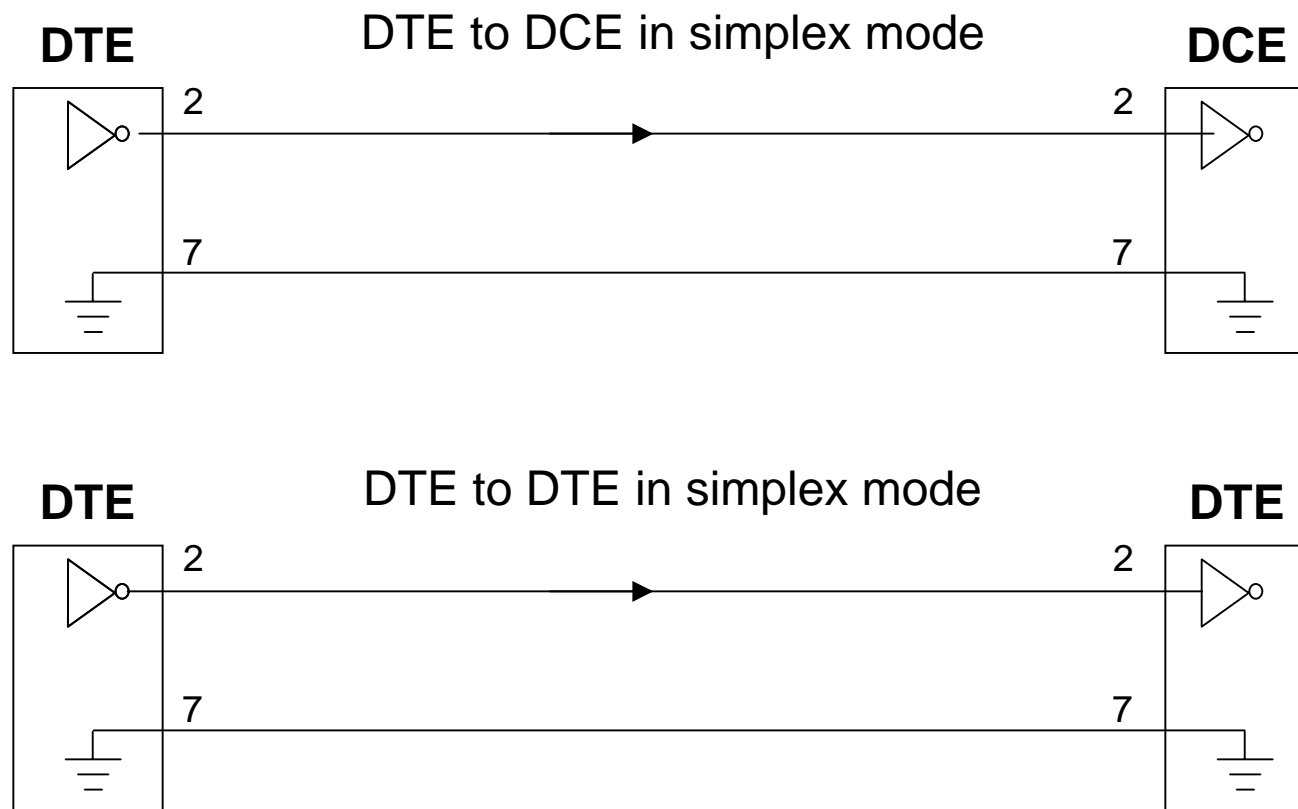 DTE to DCE in simplex mode
DTE DCE
2 2
7 7
DTE to DTE in simplex mode
DTE DTE
2 2
7 7